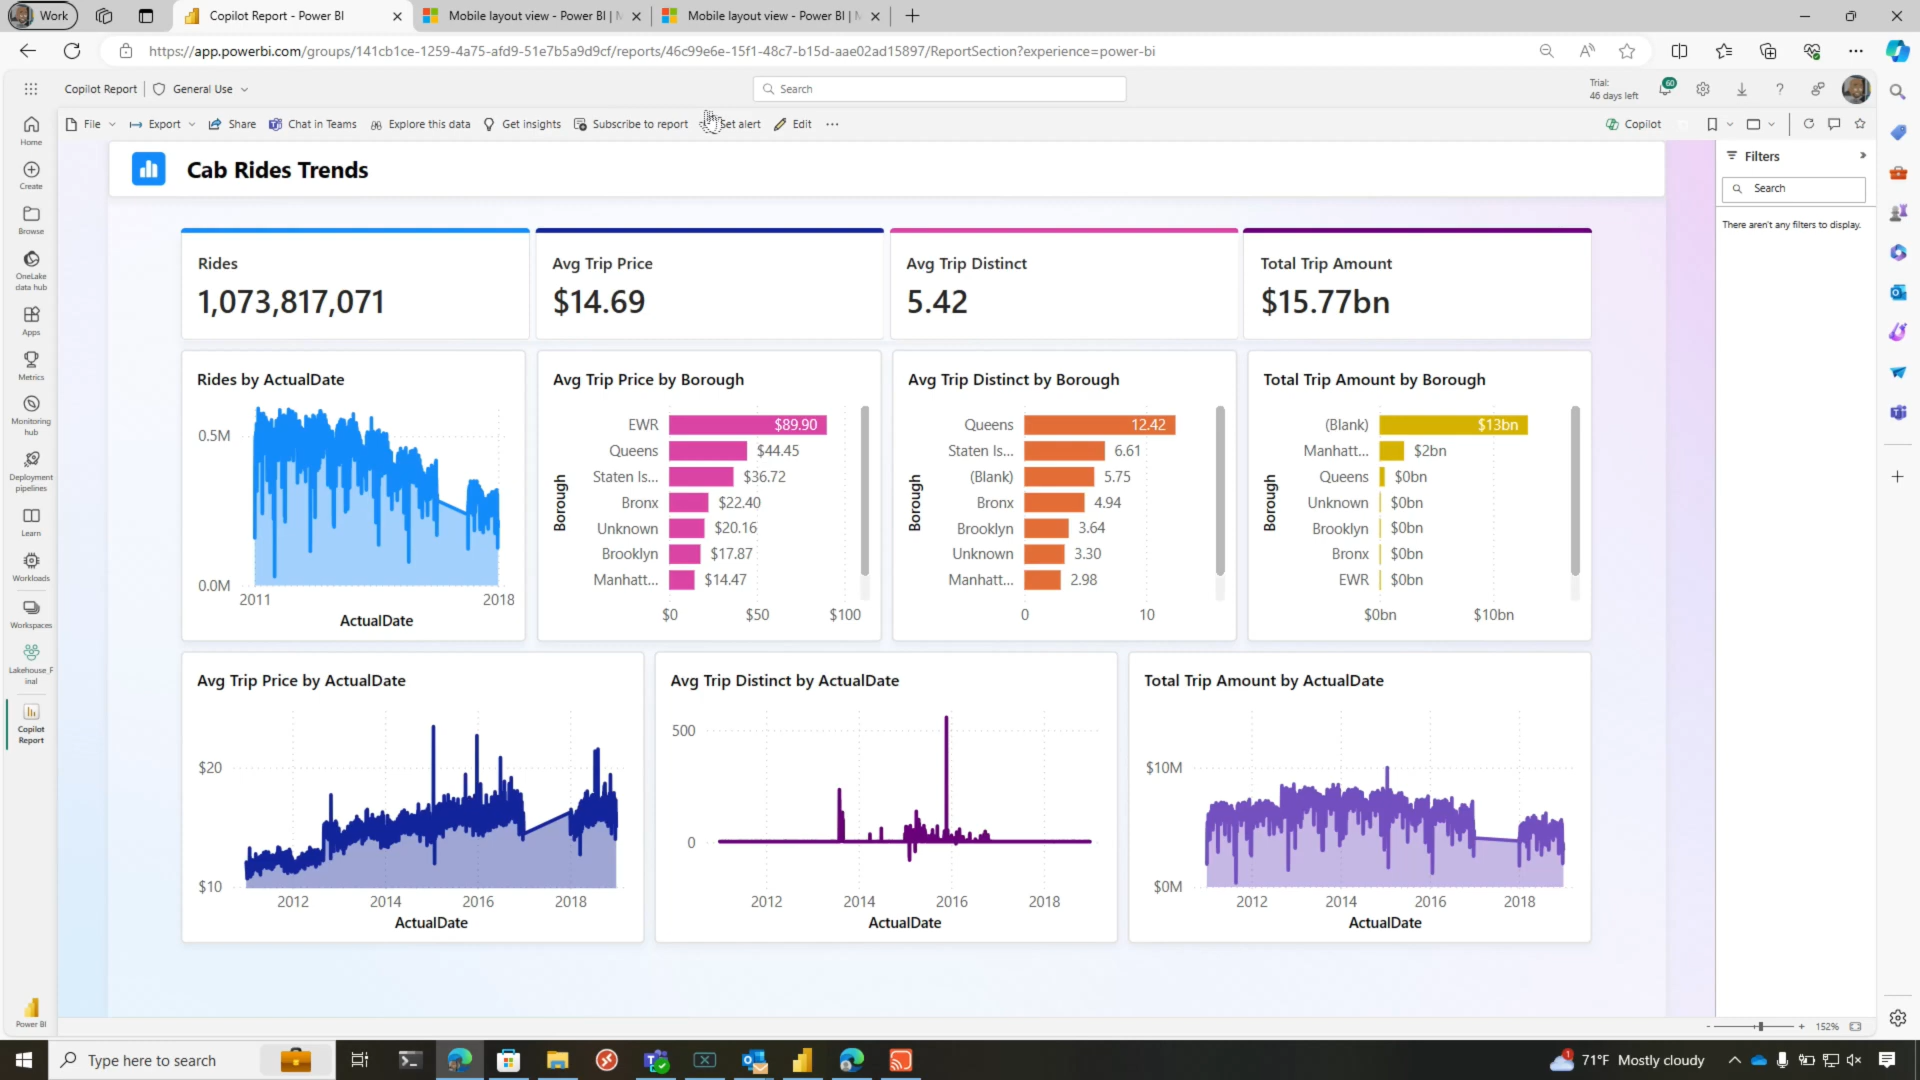 Work
Copilot Report - Power BI
Mobile layout view - Power BI | M
Mobile layout view - Power BI | M
https://app.powerbi.com/groups/141cb1ce-1259-4a75-afd9-51e7b5a9d9cf/reports/46c99e6e-15f1-48c7-b15d-aae02ad15897/ReportSection?experience=power-bi
Copilot Report
General Use
Search
Trial:
46 days left
60
File
Export
Share
Chat in Teams
Explore this data
Get insights
Subscribe to report
Set alert
Edit
Copilot
Home
Create
Browse
OneLake
data hub
Apps
Metrics
Monitoring
hub
Deployment
pipelines
Learn
Workloads
Workspaces
Lakehouse_F
inal
Copilot
Report
Power BI
Cab Rides Trends
Filters
Search
There aren't any filters to display.
Rides
1,073,817,071
Avg Trip Price
$14.69
Avg Trip Distinct
5.42
Total Trip Amount
$15.77bn
Rides by ActualDate
0.5M
0.0M
2011
2018
ActualDate
Avg Trip Price by Borough
Borough
EWR $89.90
Queens $44.45
Staten Is... $36.72
Bronx $22.40
Unknown $20.16
Brooklyn $17.87
Manhatt... $14.47
$0 $50 $100
Avg Trip Distinct by Borough
Borough
Queens 12.42
Staten Is... 6.61
(Blank) 5.75
Bronx 4.94
Brooklyn 3.64
Unknown 3.30
Manhatt... 2.98
0 10
Total Trip Amount by Borough
Borough
(Blank) $13bn
Manhatt... $2bn
Queens $0bn
Unknown $0bn
Brooklyn $0bn
Bronx $0bn
EWR $0bn
$0bn $10bn
Avg Trip Price by ActualDate
$20
$10
2012 2014 2016 2018
ActualDate
Avg Trip Distinct by ActualDate
500
0
2012 2014 2016 2018
ActualDate
Total Trip Amount by ActualDate
$10M
$0M
2012 2014 2016 2018
ActualDate
152%
Type here to search
1
71°F Mostly cloudy